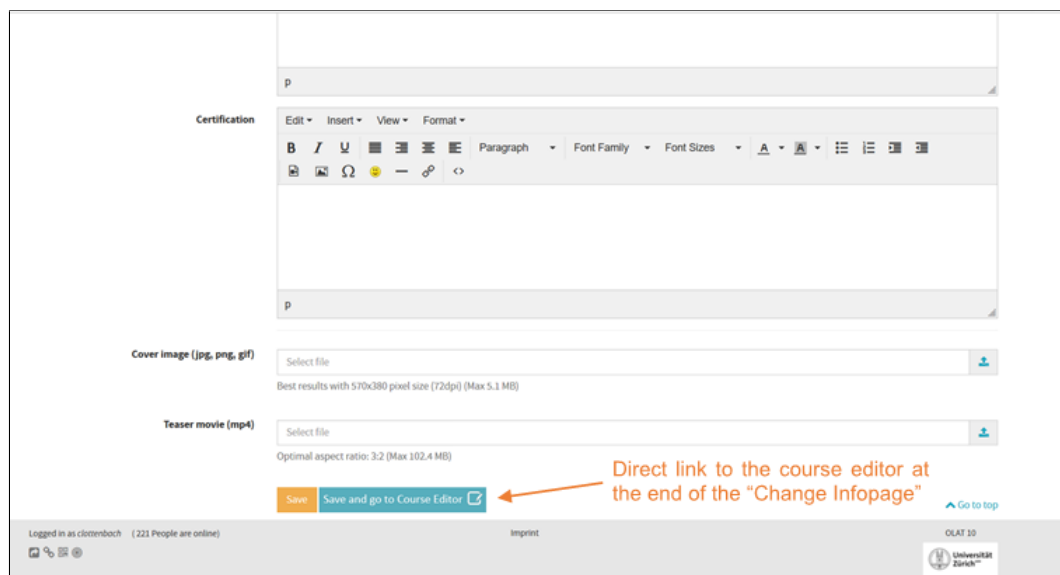 p
Certification
Edit Insert View Format
B I U Paragraph Font Family Font Sizes A A
Ω <>
p
Cover image (jpg, png, gif)
Select file
Best results with 570x380 pixel size (72dpi) (Max 5.1 MB)
Teaser movie (mp4)
Select file
Optimal aspect ratio: 3:2 (Max 102.4 MB)
Direct link to the course editor at
the end of the “Change Infopage”
Save Save and go to Course Editor
Go to top
Logged in as clottenbach (221 People are online) Imprint OLAT 10
Universität
Zürich